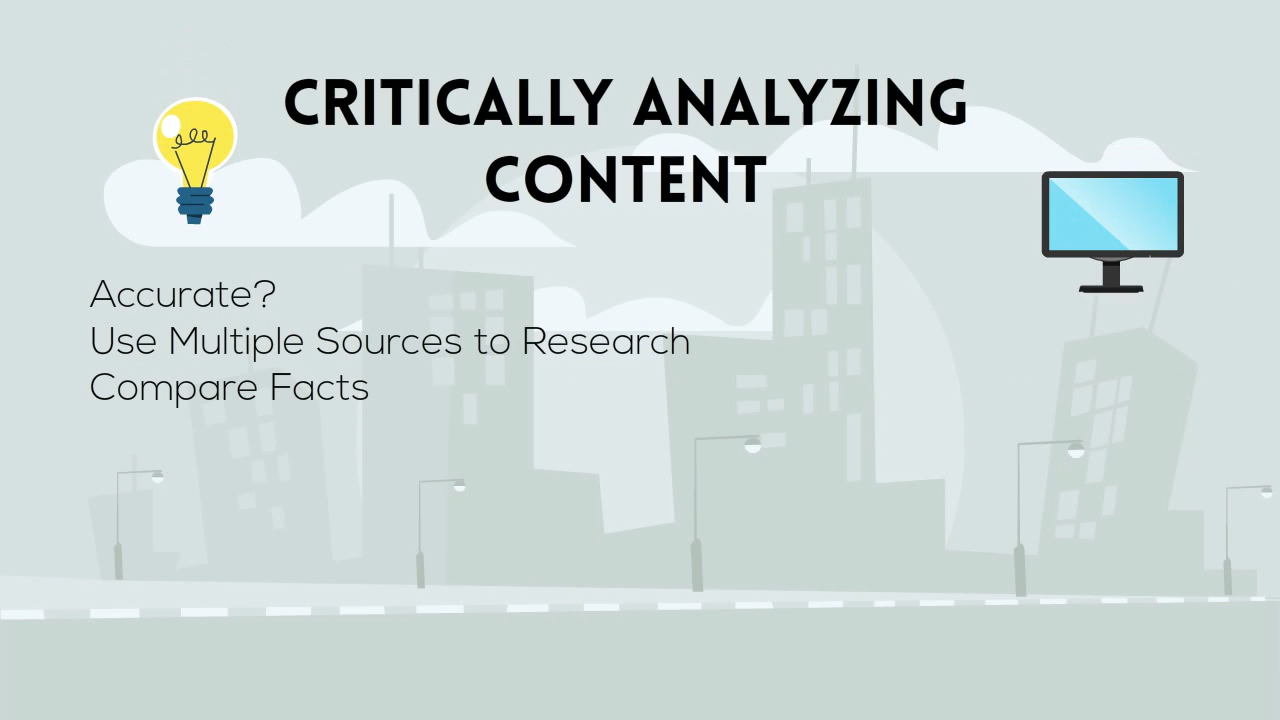 CRITICALLY ANALYZING
CONTENT
Accurate?
Use Multiple Sources to Research
Compare Facts